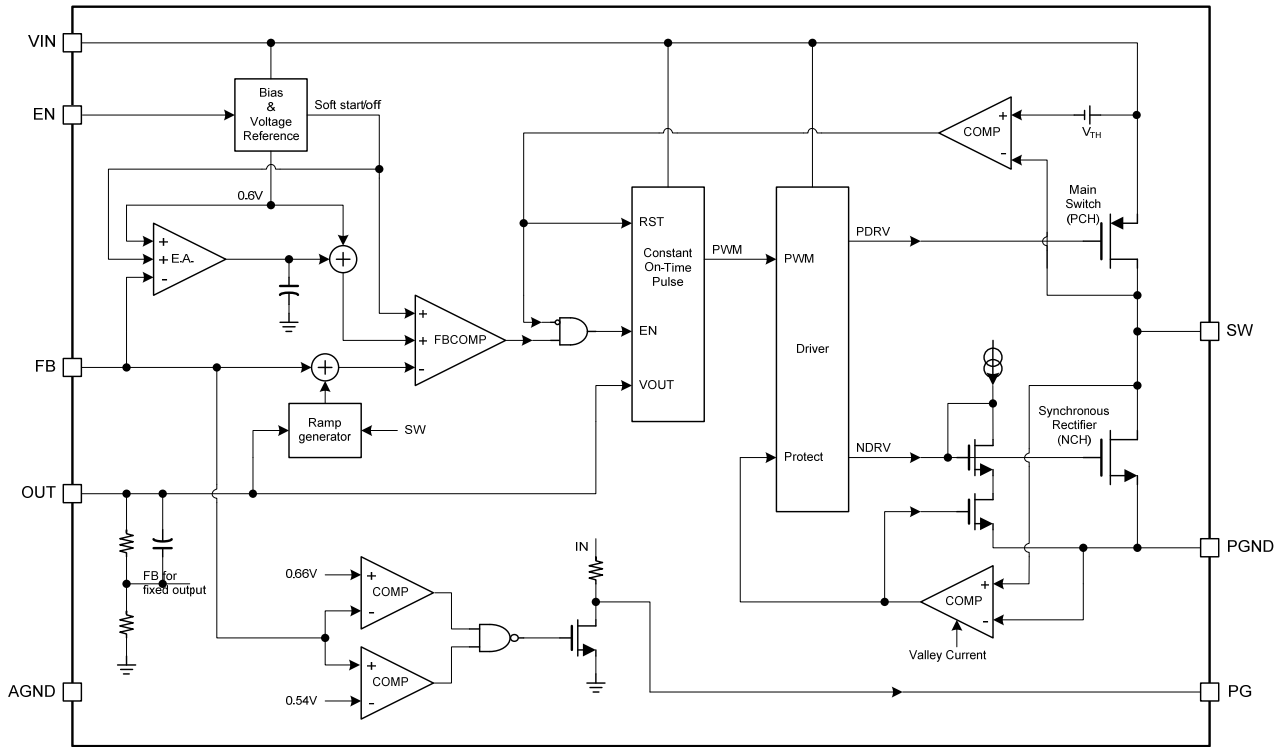 VIN
EN
Bias
&
Voltage
Reference
Soft start/off
0.6V
+
+ E.A.
-
+
+
+
-
FBCOMP
FB
+
Ramp
generator
SW
OUT
FB for
fixed output
AGND
0.66V
+
-
COMP
+
-
COMP
0.54V
IN
RST
Constant
On-Time
Pulse
EN
VOUT
PWM
PWM
Driver
Protect
PDRV
NDRV
+
-
COMP
VTH
Main
Switch
(PCH)
SW
Synchronous
Rectifier
(NCH)
PGND
+
-
COMP
Valley Current
PG